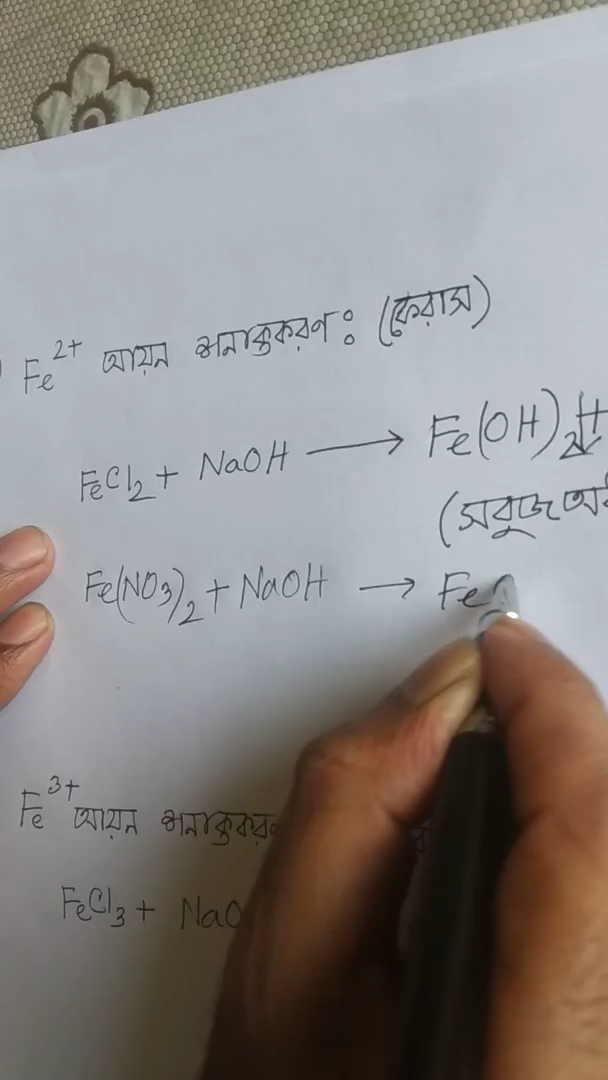 Fe²⁺ আয়ন শনাক্তকরণ : (ফেরাস)
FeCl₂ + NaOH ⟶ Fe(OH)₂↓+
(সবুজ
Fe(NO₃)₂ + NaOH → Fe
Fe³⁺ আয়ন শনাক্তকরণ
FeCl₃ + NaO